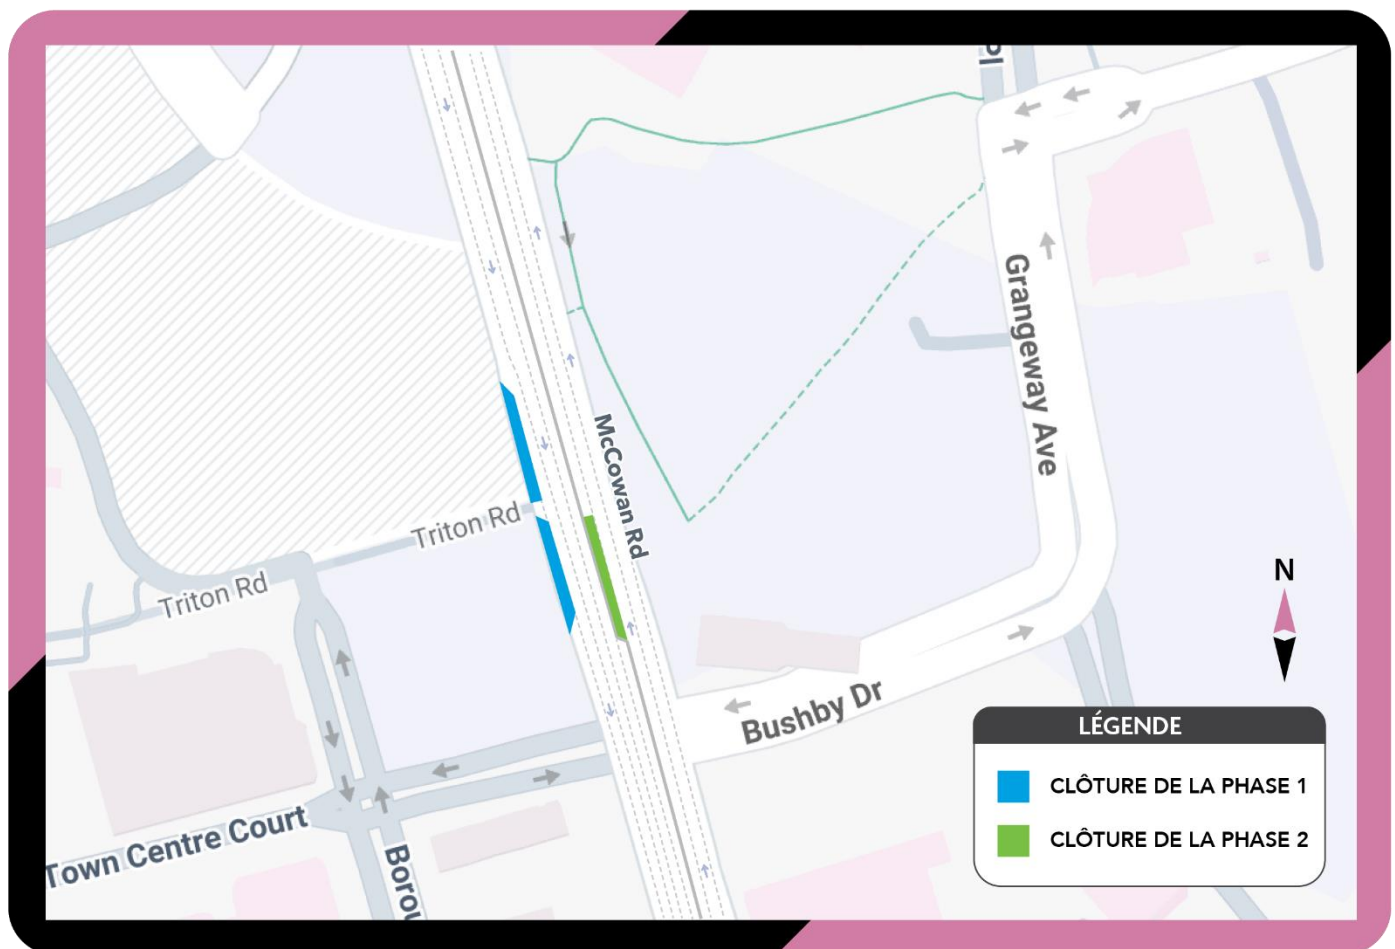 Pl
Grangeway Ave
McCowan Rd
Triton Rd
Triton Rd
N
Bushby Dr
Town Centre Court
Borou
LÉGENDE
CLÔTURE DE LA PHASE 1
CLÔTURE DE LA PHASE 2